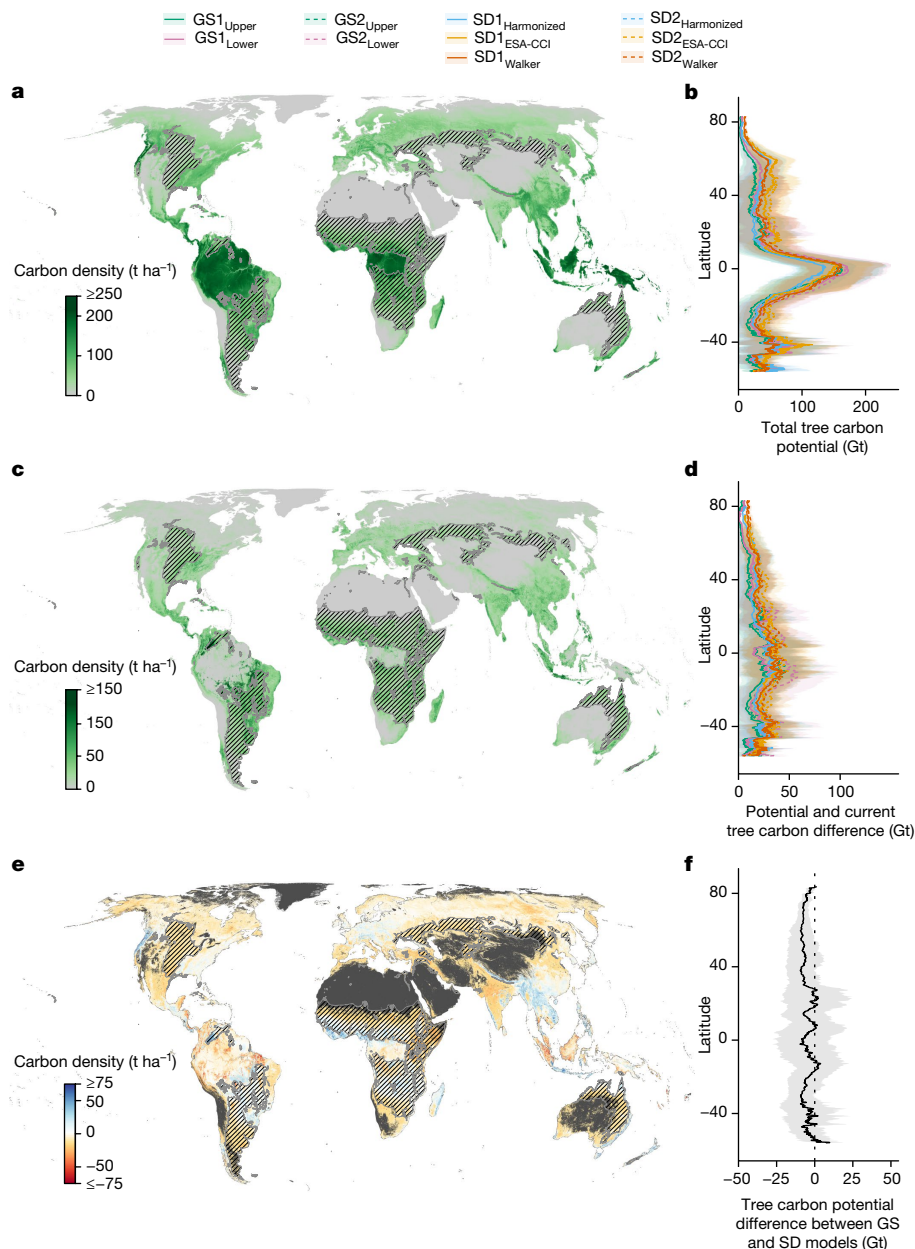 GS1Upper GS2Upper SD1Harmonized SD2Harmonized
GS1Lower GS2Lower SD1ESA-CCI SD2ESA-CCI
SD1Walker SD2Walker
a
Carbon density (t ha−1)
≥250
200
100
0
b
80
40
0
−40
Latitude
0 100 200
Total tree carbon
potential (Gt)
c
Carbon density (t ha−1)
≥150
150
50
0
d
80
40
0
−40
Latitude
0 50 100
Potential and current
tree carbon difference (Gt)
e
Carbon density (t ha−1)
≥75
50
0
−50
≤−75
f
80
40
0
−40
Latitude
−50 −25 0 25 50
Tree carbon potential
difference between GS
and SD models (Gt)